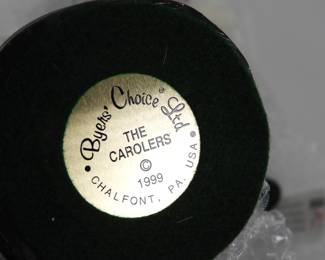 • Byers' Choice® Ltd •
THE
CAROLERS
©
1999
CHALFONT, PA. USA